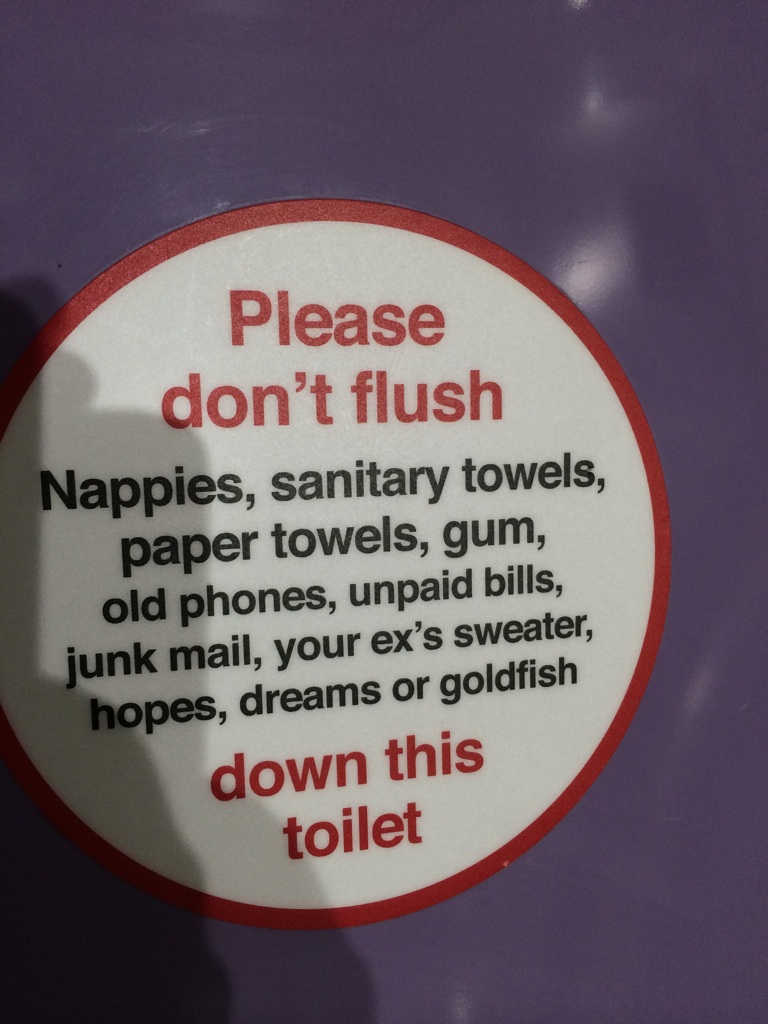 Please
don't flush
Nappies, sanitary towels,
paper towels, gum,
old phones, unpaid bills,
junk mail, your ex's sweater,
hopes, dreams or goldfish
down this
toilet